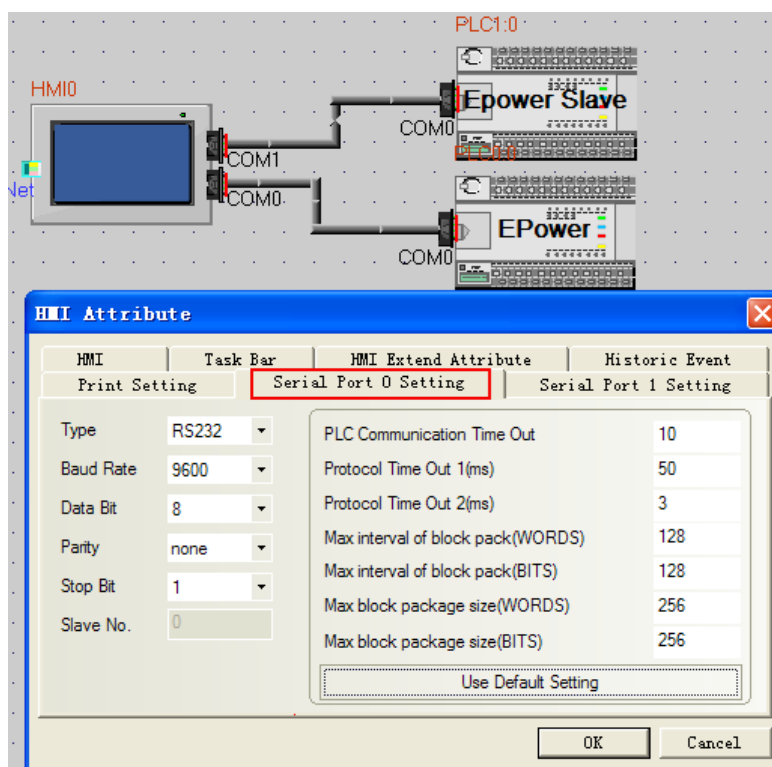 PLC1:0
HMI0
Epower Slave
COM0
COM1
PLC0:0
Net
COM0
EPower
COM0
HMI Attribute
HMI Task Bar HMI Extend Attribute Historic Event
Print Setting Serial Port 0 Setting Serial Port 1 Setting
Type RS232 PLC Communication Time Out 10
Baud Rate 9600 Protocol Time Out 1(ms) 50
Data Bit 8 Protocol Time Out 2(ms) 3
Parity none Max interval of block pack(WORDS) 128
Max interval of block pack(BITS) 128
Stop Bit 1 Max block package size(WORDS) 256
Slave No. 0 Max block package size(BITS) 256
Use Default Setting
OK Cancel